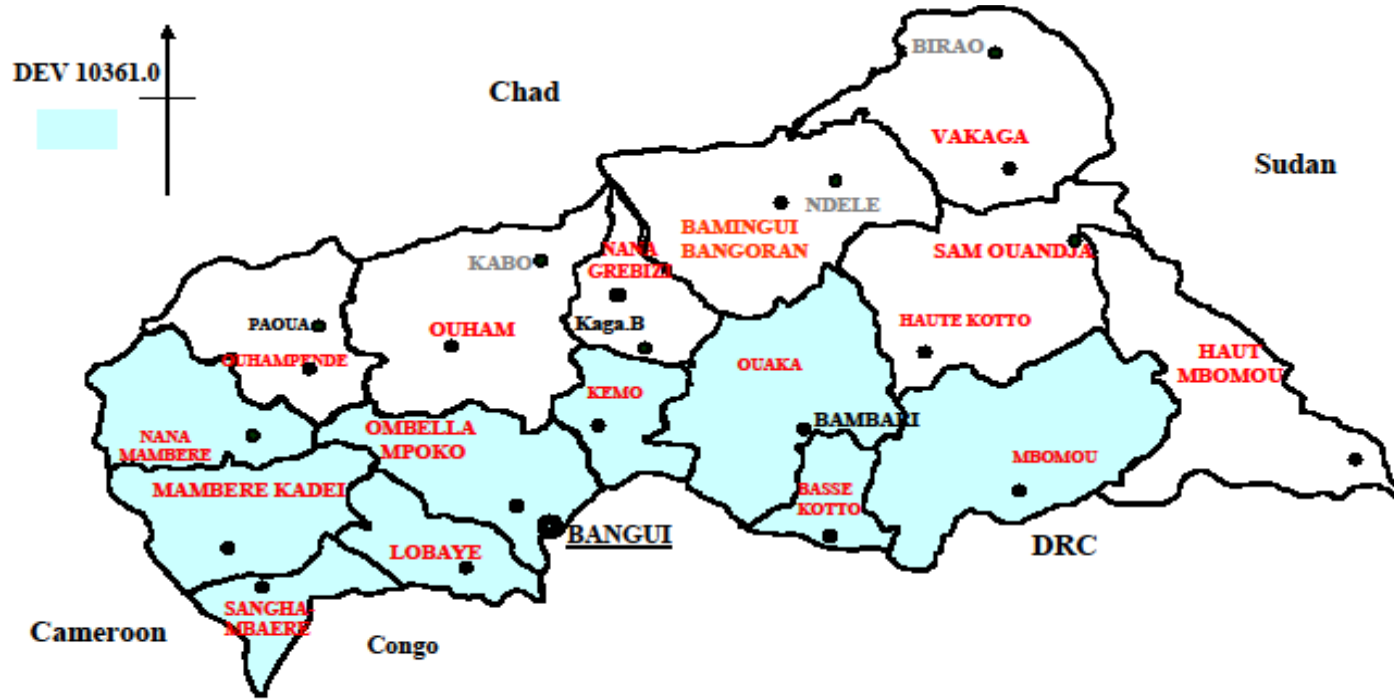 BIRAO
DEV 10361.0
Chad
VAKAGA
Sudan
NDELE
BAMINGUI
BANGORAN
NANA
GREBIZI
SAM OUANDJA
KABO
PAOUA
OUHAM
Kaga.B
HAUTE KOTTO
OUHAMPENDE
OUAKA
HAUT
MBOMOU
KEMO
BAMBARI
OMBELLA
MPOKO
NANA
MAMBERE
MBOMOU
MAMBERE KADEI
BASSE
KOTTO
BANGUI
LOBAYE
DRC
SANGHA-
MBAERE
Cameroon
Congo